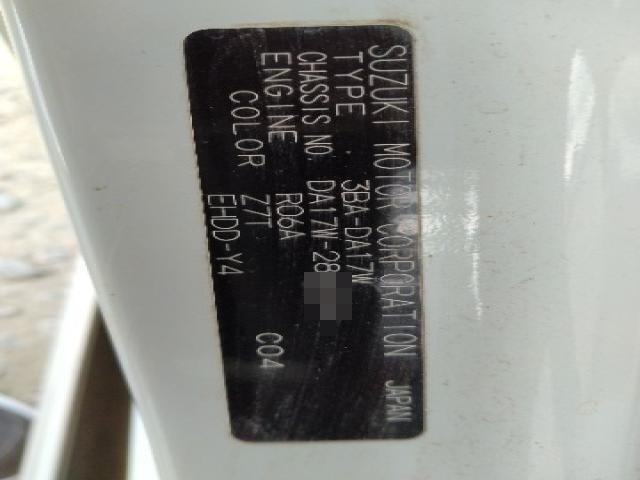 SUZUKI MOTOR CORPORATION JAPAN
TYPE 3BA-DA17W
CHASSIS NO. DA17W-28
ENGINE R06A
COLOR Z7T C04
EHDD-Y4